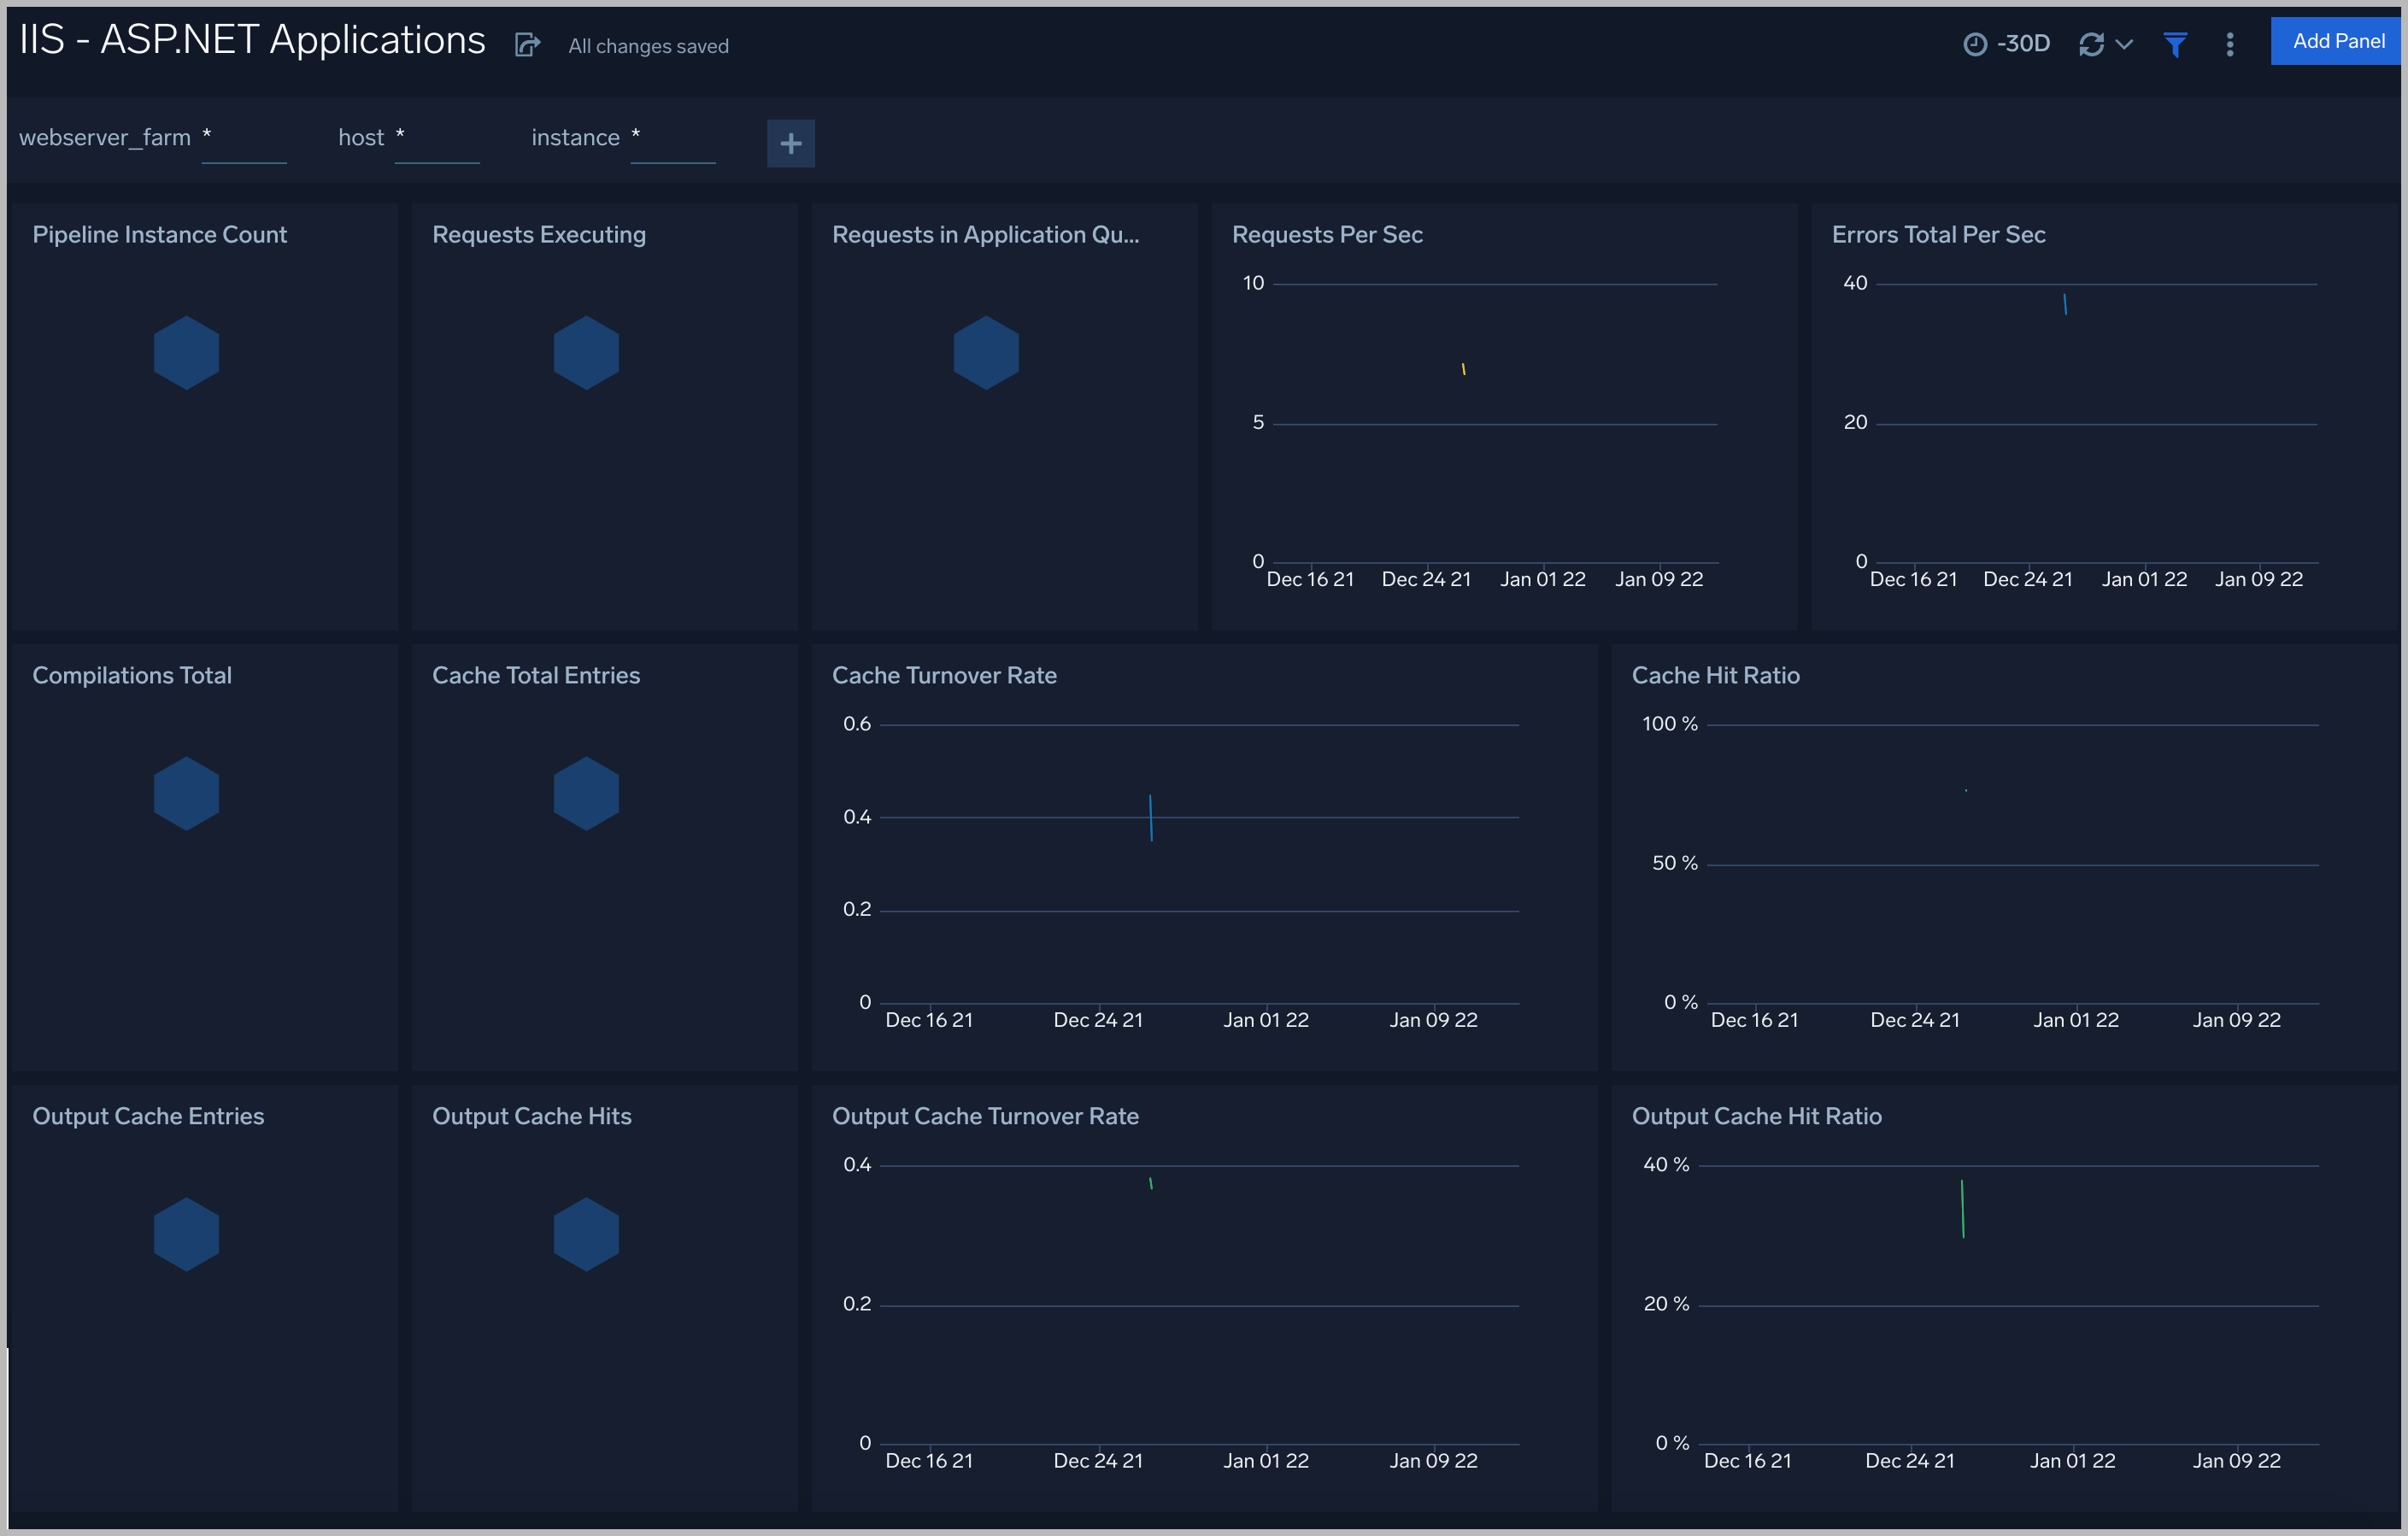 IIS - ASP.NET Applications All changes saved -30D Add Panel
webserver_farm * host * instance * +
Pipeline Instance Count
Requests Executing
Requests in Application Qu...
Requests Per Sec
10
5
0
Dec 16 21 Dec 24 21 Jan 01 22 Jan 09 22
Errors Total Per Sec
40
20
0
Dec 16 21 Dec 24 21 Jan 01 22 Jan 09 22
Compilations Total
Cache Total Entries
Cache Turnover Rate
0.6
0.4
0.2
0
Dec 16 21 Dec 24 21 Jan 01 22 Jan 09 22
Cache Hit Ratio
100 %
50 %
0 %
Dec 16 21 Dec 24 21 Jan 01 22 Jan 09 22
Output Cache Entries
Output Cache Hits
Output Cache Turnover Rate
0.4
0.2
0
Dec 16 21 Dec 24 21 Jan 01 22 Jan 09 22
Output Cache Hit Ratio
40 %
20 %
0 %
Dec 16 21 Dec 24 21 Jan 01 22 Jan 09 22